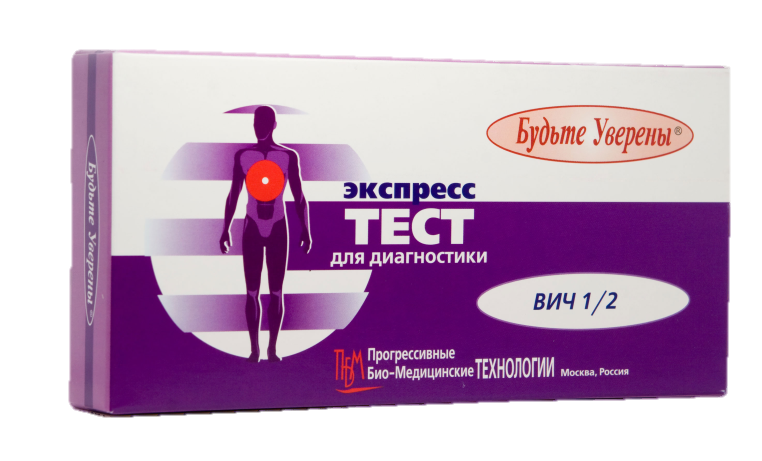 Будьте Уверены
Будьте Уверены®
экспресс
ТЕСТ
для диагностики
ВИЧ 1/2
ПБМ Прогрессивные
Био-Медицинские ТЕХНОЛОГИИ Москва, Россия